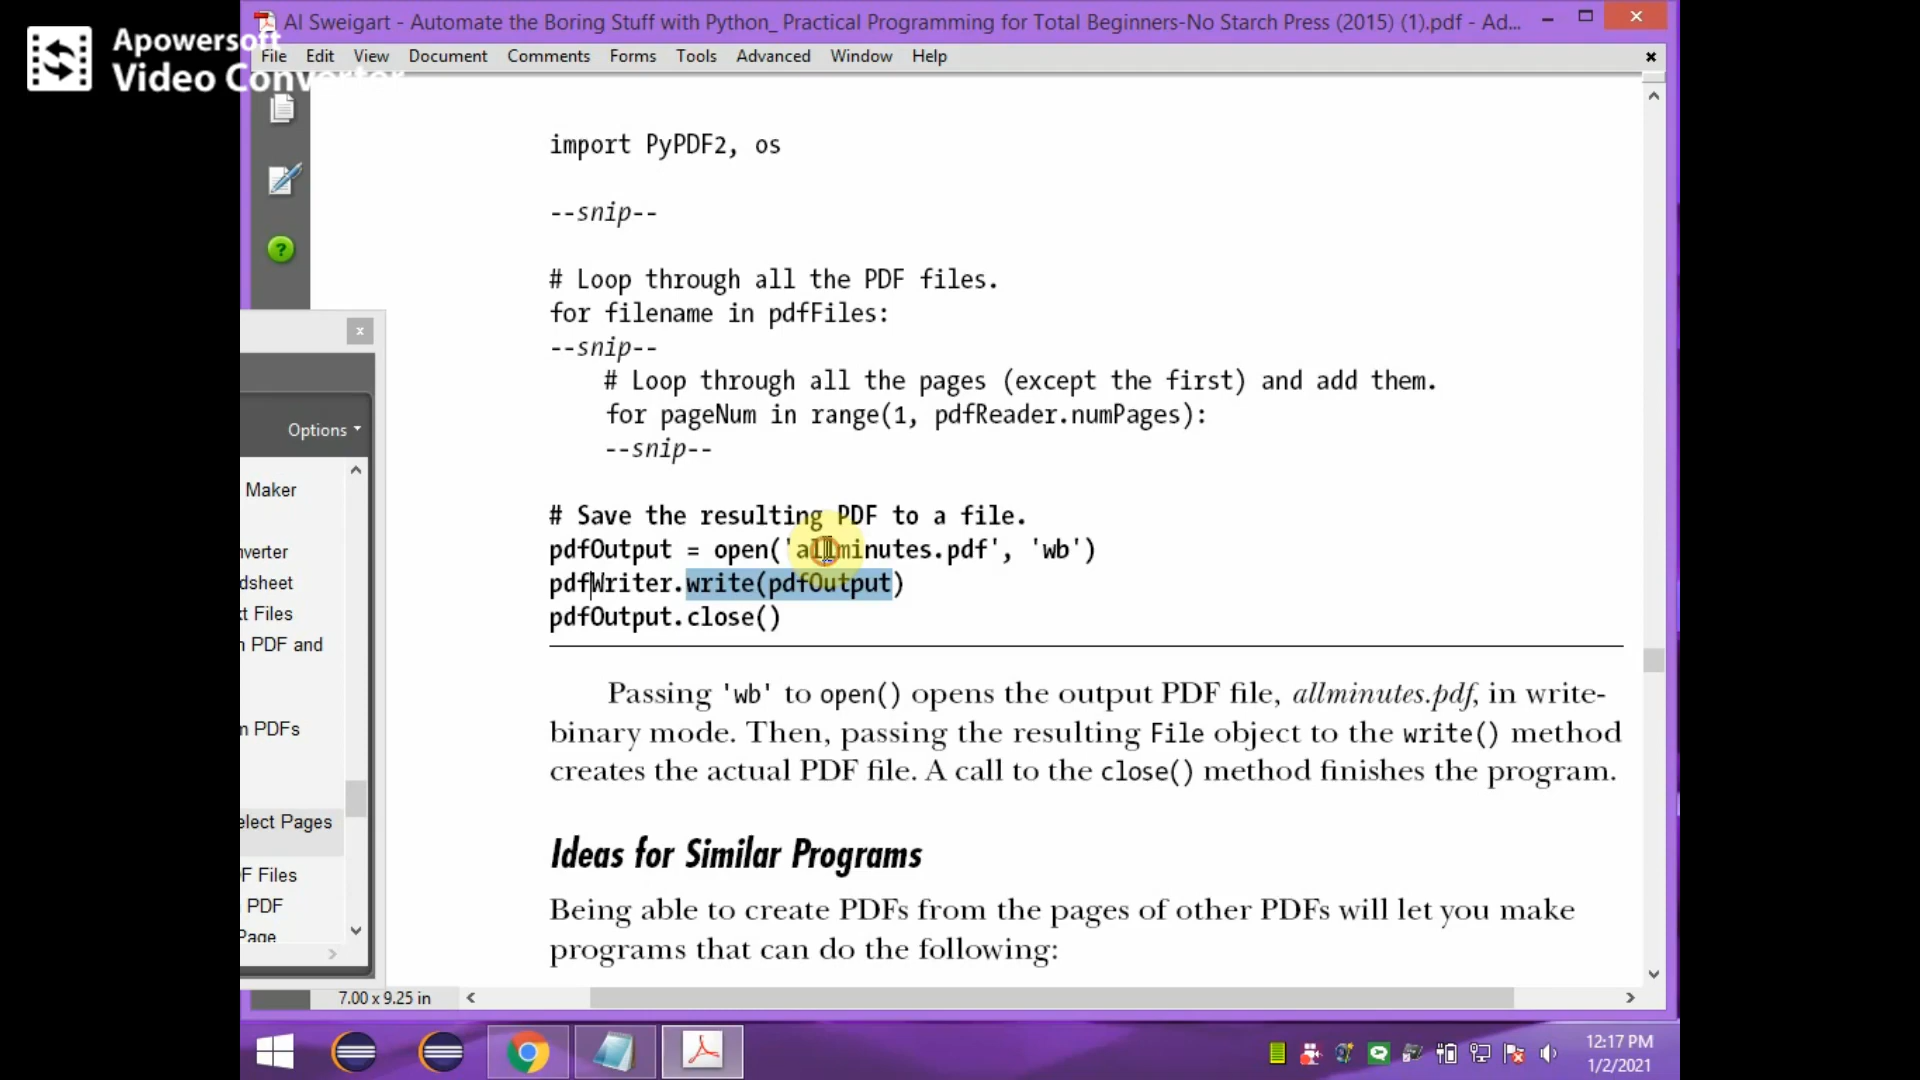 Apowersoft
Video Converter
Al Sweigart - Automate the Boring Stuff with Python_ Practical Programming for Total Beginners-No Starch Press (2015) (1).pdf - Ad...
File Edit View Document Comments Forms Tools Advanced Window Help
import PyPDF2, os
--snip--
# Loop through all the PDF files.
for filename in pdfFiles:
--snip--
# Loop through all the pages (except the first) and add them.
for pageNum in range(1, pdfReader.numPages):
--snip--
# Save the resulting PDF to a file.
pdfOutput = open('allminutes.pdf', 'wb')
pdfWriter.write(pdfOutput)
pdfOutput.close()
Passing 'wb' to open() opens the output PDF file, allminutes.pdf, in write-
binary mode. Then, passing the resulting File object to the write() method
creates the actual PDF file. A call to the close() method finishes the program.
Ideas for Similar Programs
Being able to create PDFs from the pages of other PDFs will let you make
programs that can do the following:
Options
Maker
nverter
dsheet
xt Files
n PDF and
n PDFs
elect Pages
F Files
PDF
Page
7.00 x 9.25 in
12:17 PM
1/2/2021